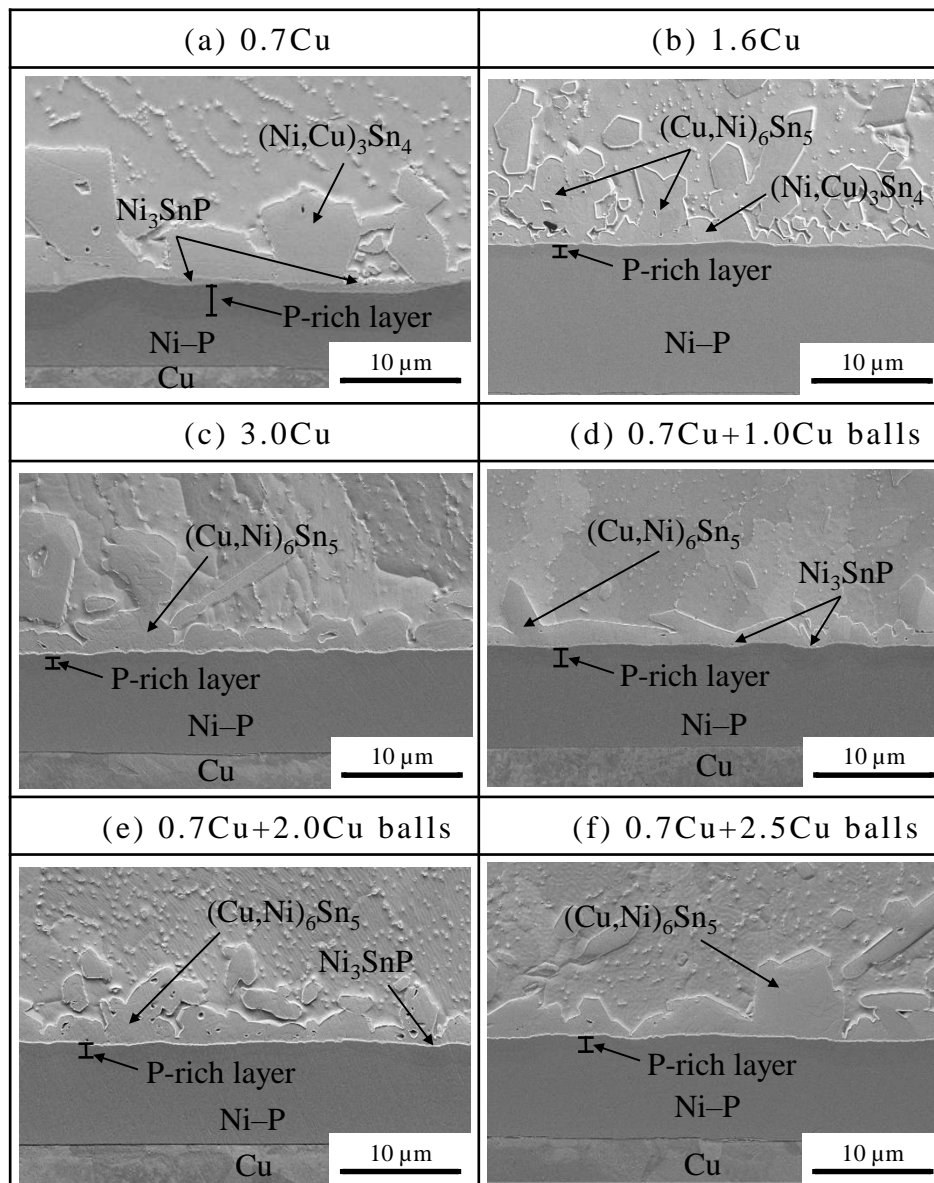 (a) 0.7Cu
(b) 1.6Cu
(Ni,Cu)₃Sn₄
Ni₃SnP
P-rich layer
Ni–P
Cu
10 µm
(Cu,Ni)₆Sn₅
(Ni,Cu)₃Sn₄
P-rich layer
Ni–P
10 µm
(c) 3.0Cu
(d) 0.7Cu+1.0Cu balls
(Cu,Ni)₆Sn₅
P-rich layer
Ni–P
Cu
10 µm
(Cu,Ni)₆Sn₅
Ni₃SnP
P-rich layer
Ni–P
Cu
10 µm
(e) 0.7Cu+2.0Cu balls
(f) 0.7Cu+2.5Cu balls
(Cu,Ni)₆Sn₅
Ni₃SnP
P-rich layer
Ni–P
Cu
10 µm
(Cu,Ni)₆Sn₅
P-rich layer
Ni–P
Cu
10 µm